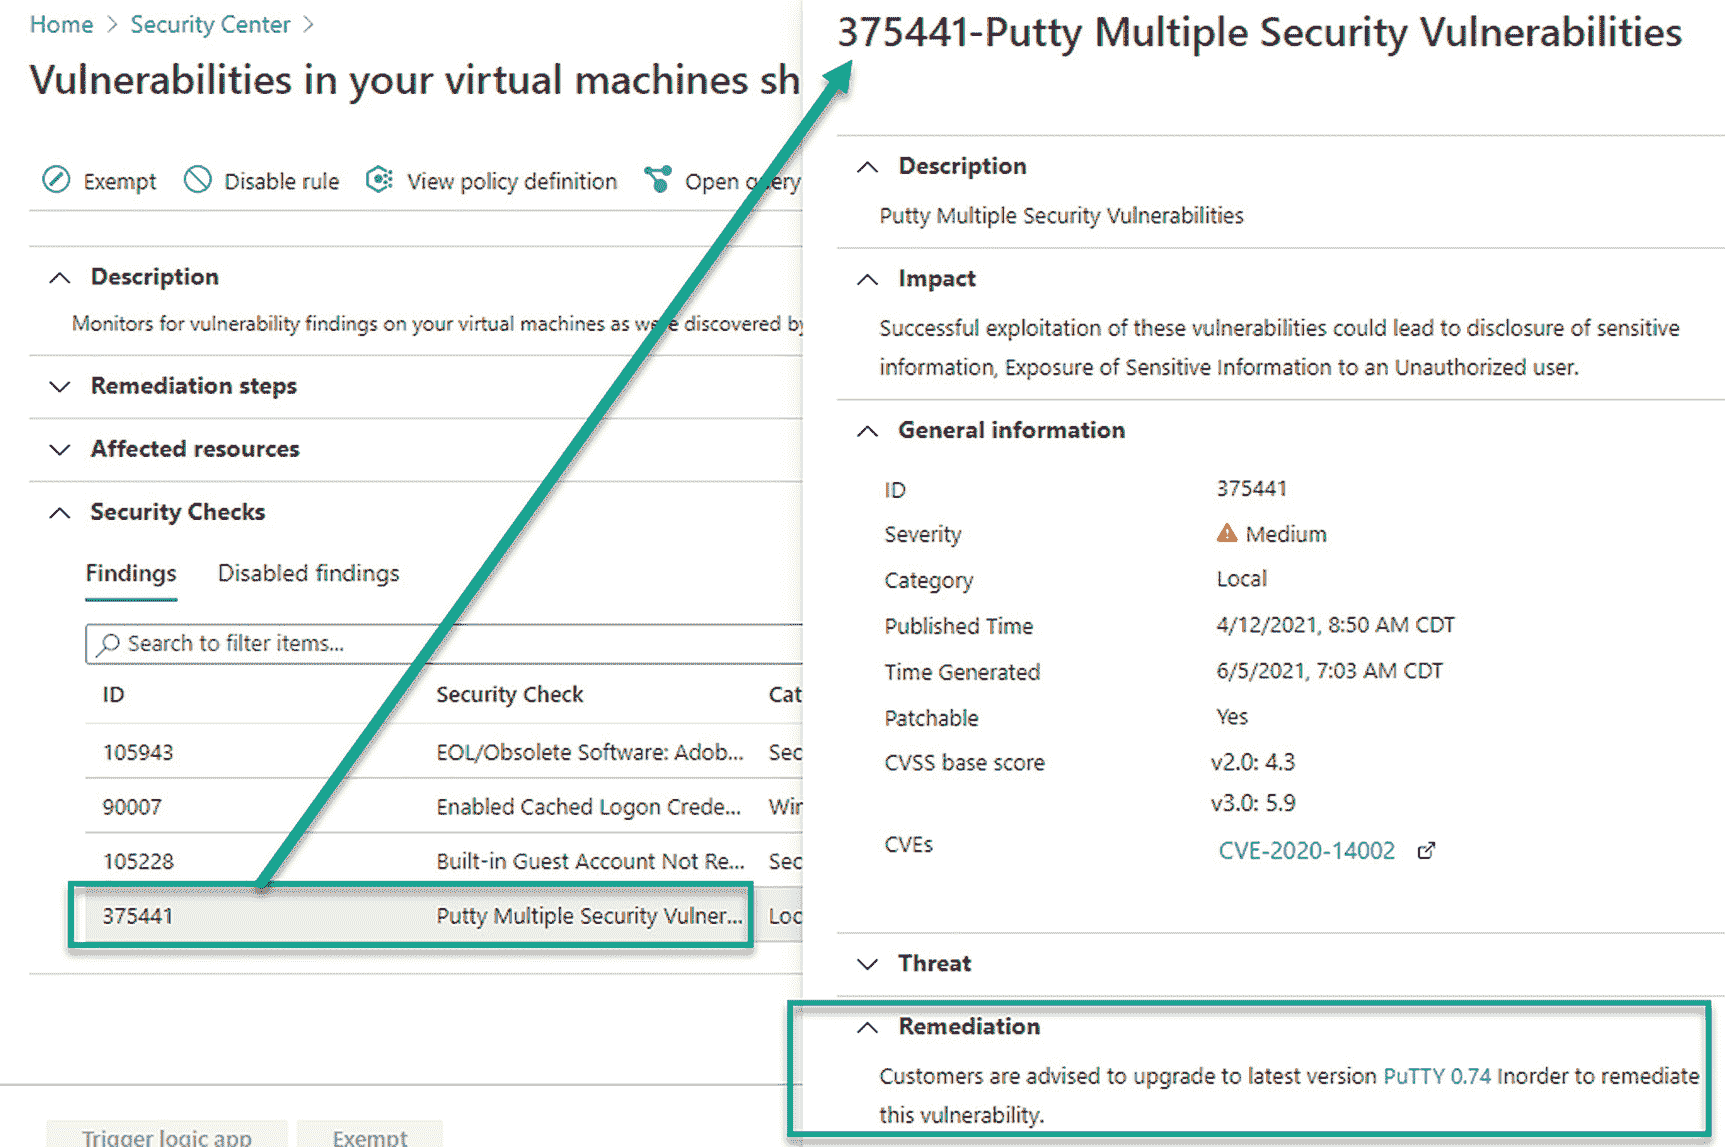 Home > Security Center >
Vulnerabilities in your virtual machines sh
Exempt Disable rule View policy definition Open query
Description
Monitors for vulnerability findings on your virtual machines as were discovered by
Remediation steps
Affected resources
Security Checks
Findings Disabled findings
Search to filter items...
ID Security Check Cat
105943 EOL/Obsolete Software: Adob... Sec
90007 Enabled Cached Logon Crede... Win
105228 Built-in Guest Account Not Re... Sec
375441 Putty Multiple Security Vulner... Loc
Trigger logic app Exempt
375441-Putty Multiple Security Vulnerabilities
Description
Putty Multiple Security Vulnerabilities
Impact
Successful exploitation of these vulnerabilities could lead to disclosure of sensitive
information, Exposure of Sensitive Information to an Unauthorized user.
General information
ID 375441
Severity Medium
Category Local
Published Time 4/12/2021, 8:50 AM CDT
Time Generated 6/5/2021, 7:03 AM CDT
Patchable Yes
CVSS base score v2.0: 4.3
v3.0: 5.9
CVEs CVE-2020-14002
Threat
Remediation
Customers are advised to upgrade to latest version PuTTY 0.74 Inorder to remediate
this vulnerability.